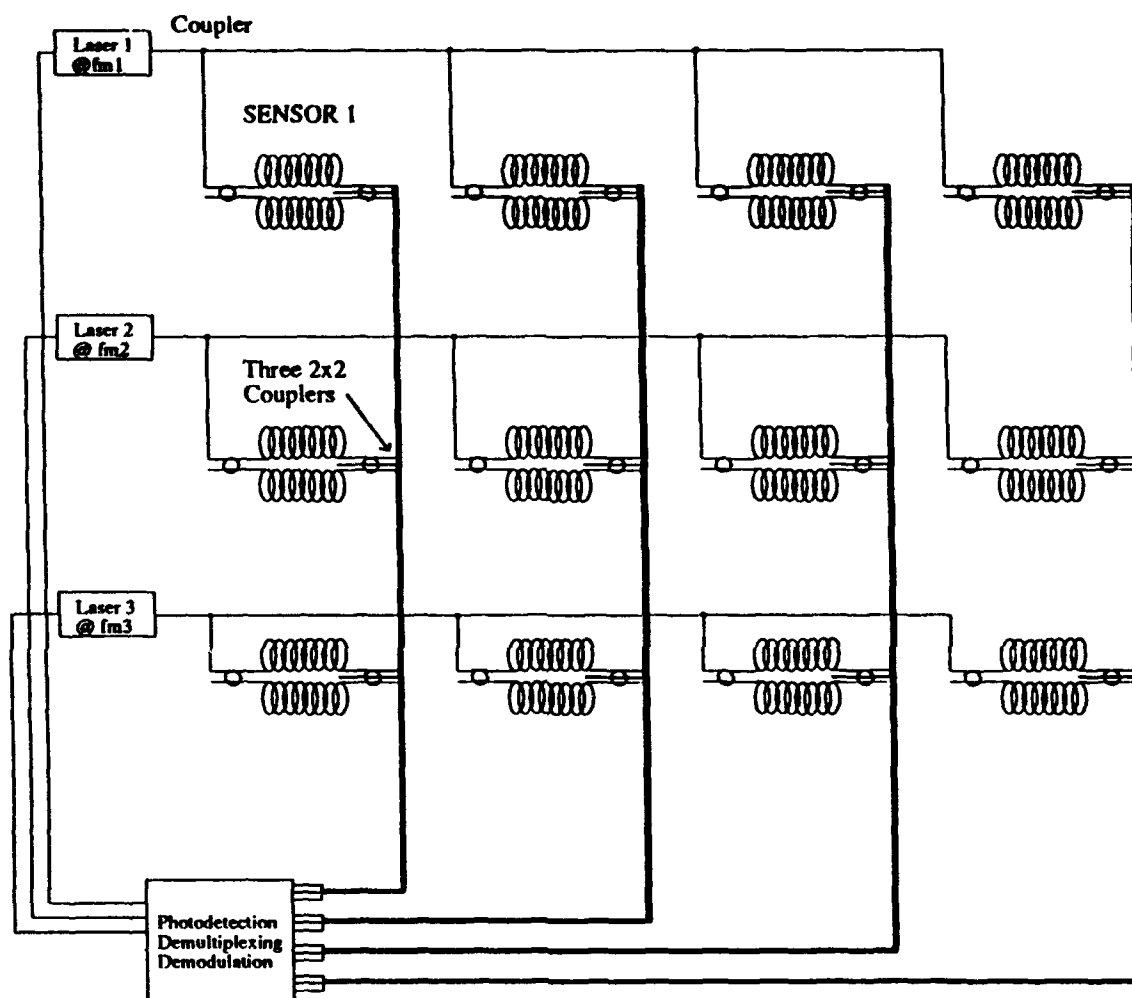 Coupler
Laser 1
@fm1
SENSOR 1
Laser 2
@ fm2
Three 2x2
Couplers
Laser 3
@ fm3
Photodetection
Demultiplexing
Demodulation